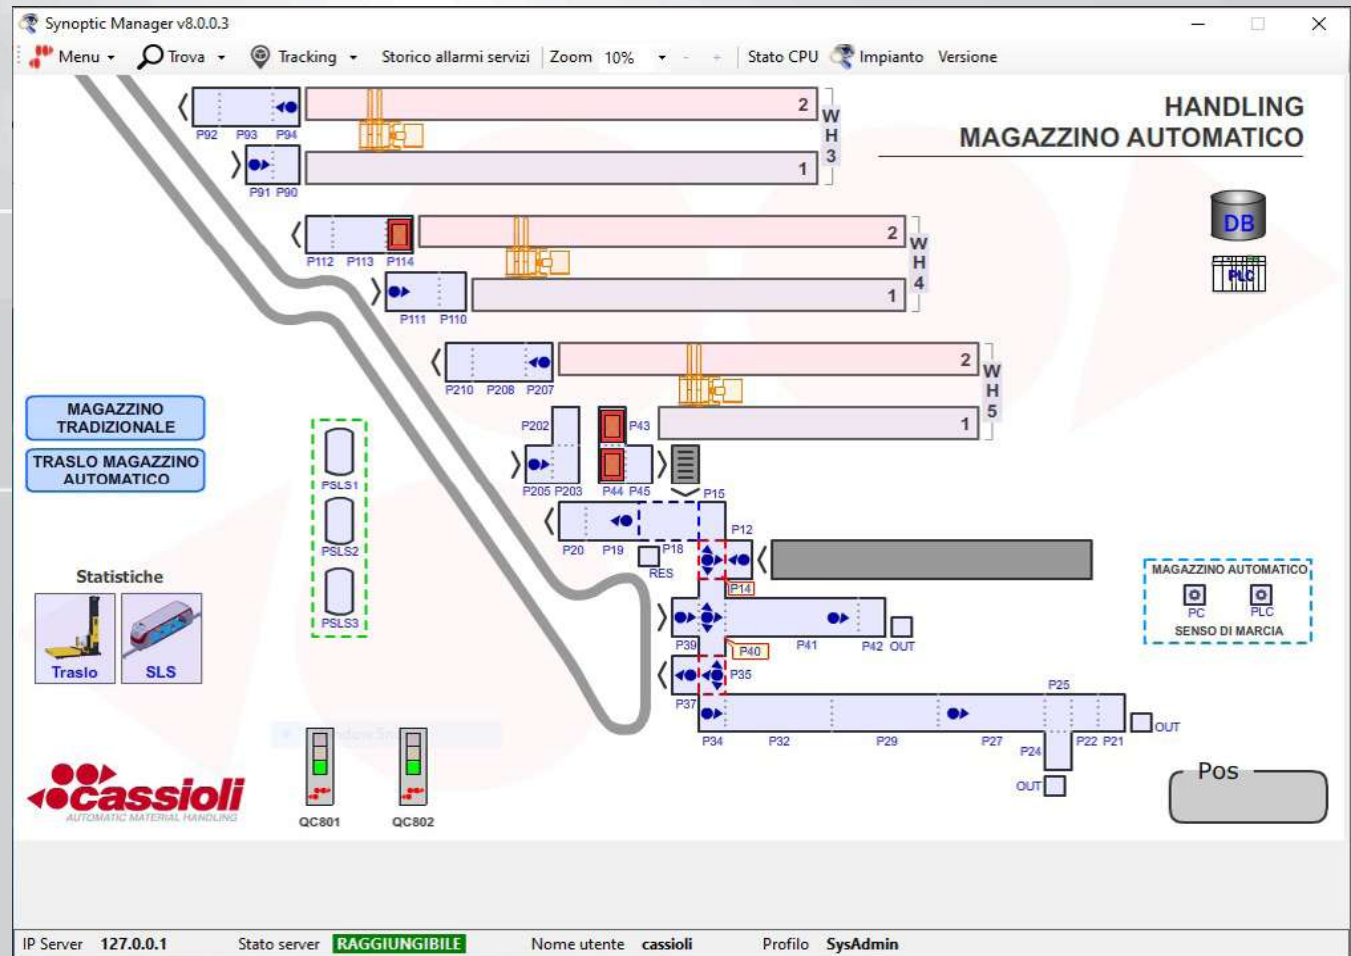 Synoptic Manager v8.0.0.3
Menu Trova Tracking Storico allarmi servizi Zoom 10% - + Stato CPU Impianto Versione
HANDLING
MAGAZZINO AUTOMATICO
2
WH3
P92 P93 P94
1
P91 P90
DB
PLC
2
WH4
P112 P113 P114
1
P111 P110
2
WH5
P210 P208 P207
1
MAGAZZINO
TRADIZIONALE
TRASLO MAGAZZINO
AUTOMATICO
P202 P43
PSLS1
P205 P203 P44 P45
P15
P12
PSLS2
P20 P19 P18
RES
P14
MAGAZZINO AUTOMATICO
PC PLC
SENSO DI MARCIA
Statistiche
PSLS3
P39 P40 P41 P42 OUT
P35
Traslo SLS
P37
P25
OUT
P34 P32 P29 P27 P24 P22 P21
OUT
Pos
cassioli
AUTOMATIC MATERIAL HANDLING
QC801 QC802
IP Server 127.0.0.1 Stato server RAGGIUNGIBILE Nome utente cassioli Profilo SysAdmin